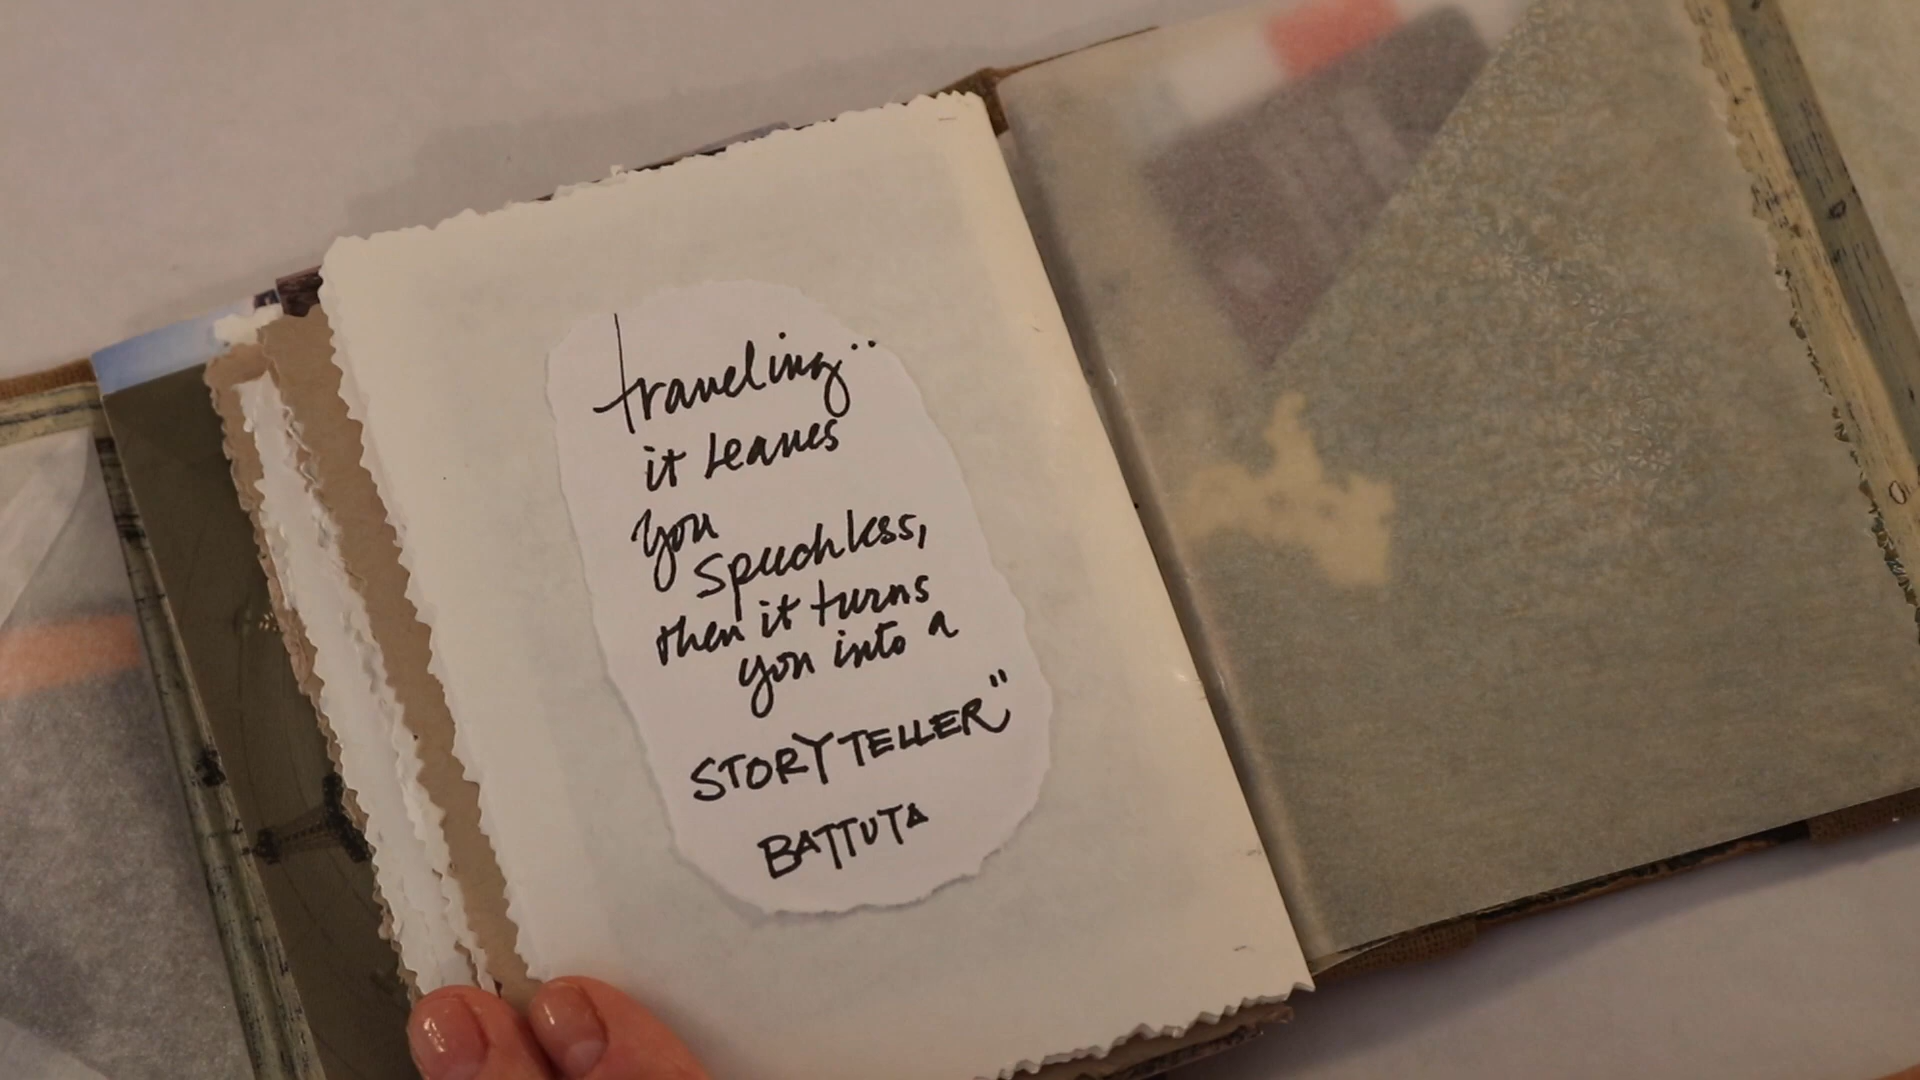 traveling..
it leaves
you
speechless,
then it turns
you into a
STORYTELLER"
BATTUTA